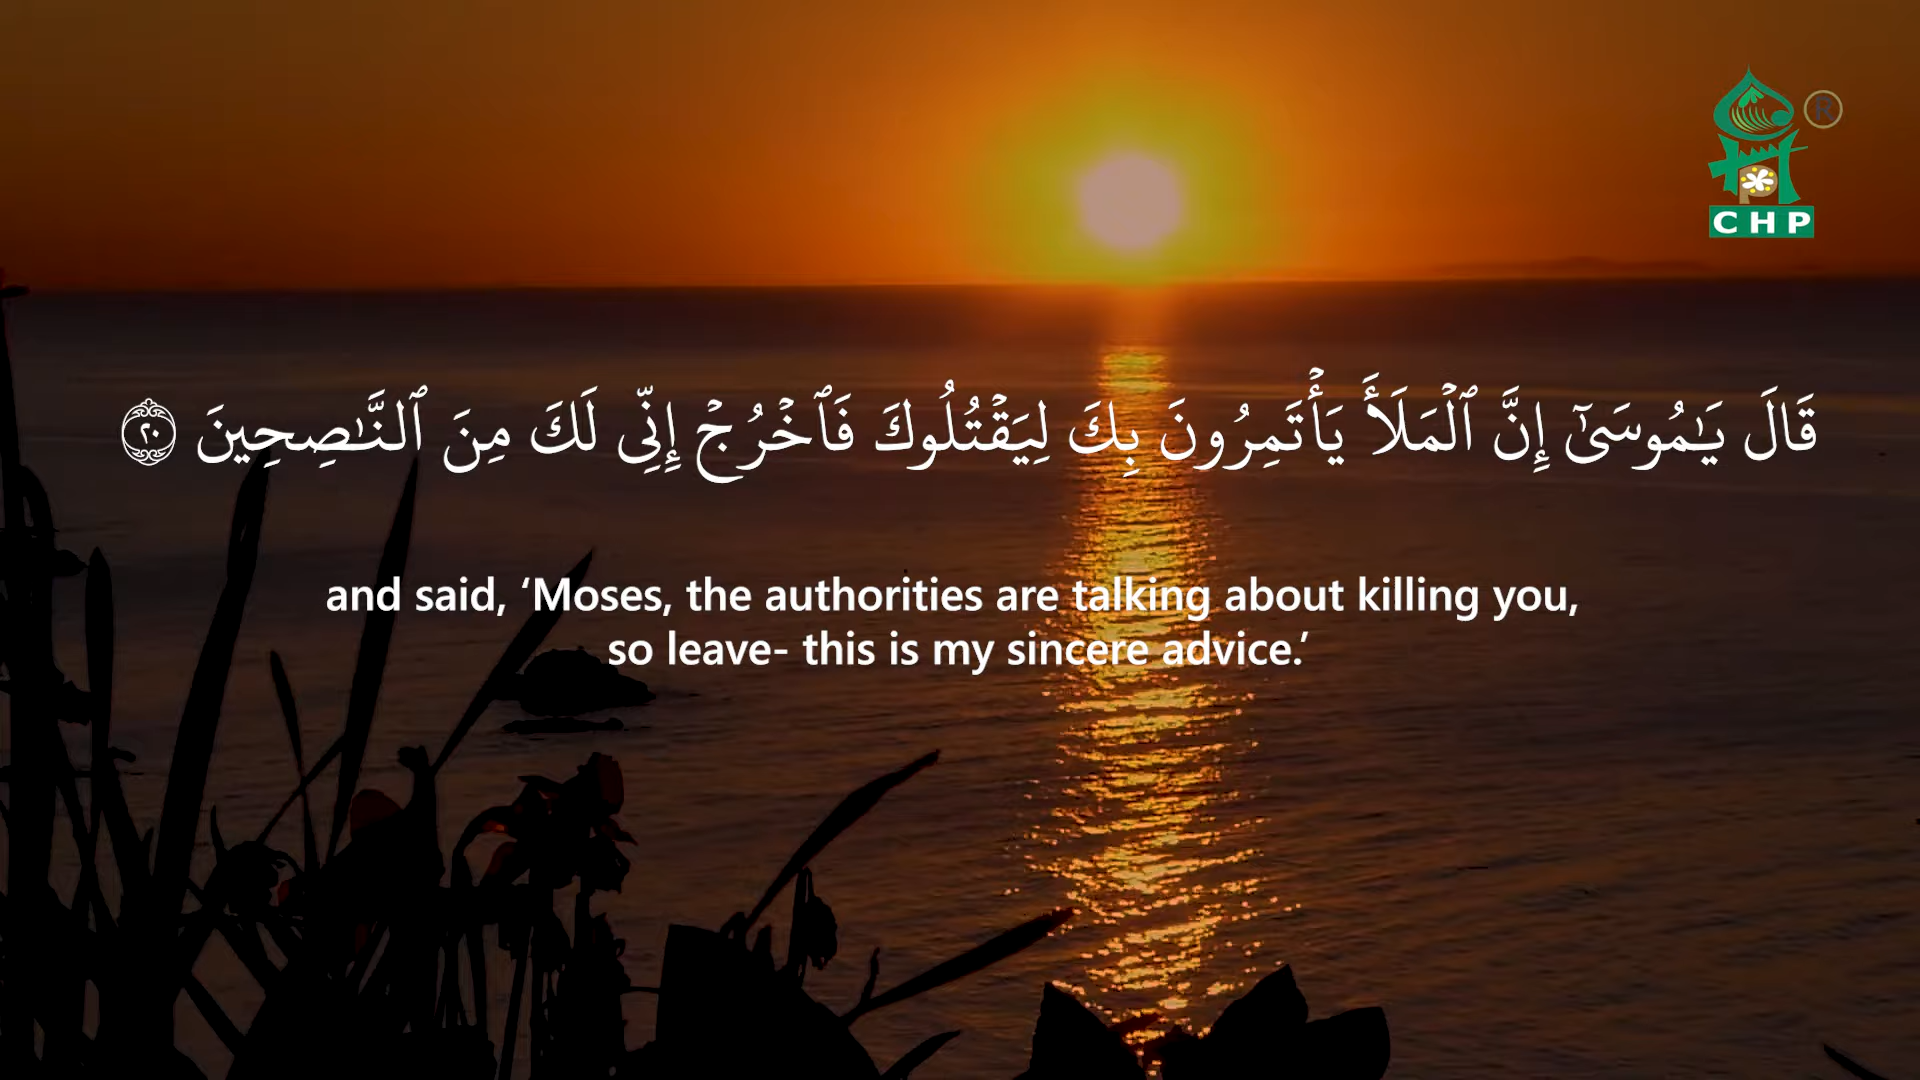 CHP
®
قَالَ يَـٰمُوسَىٰٓ إِنَّ ٱلْمَلَأَ يَأْتَمِرُونَ بِكَ لِيَقْتُلُوكَ فَٱخْرُجْ إِنِّى لَكَ مِنَ ٱلنَّـٰصِحِينَ ٢٠
and said, ‘Moses, the authorities are talking about killing you,
so leave- this is my sincere advice.’